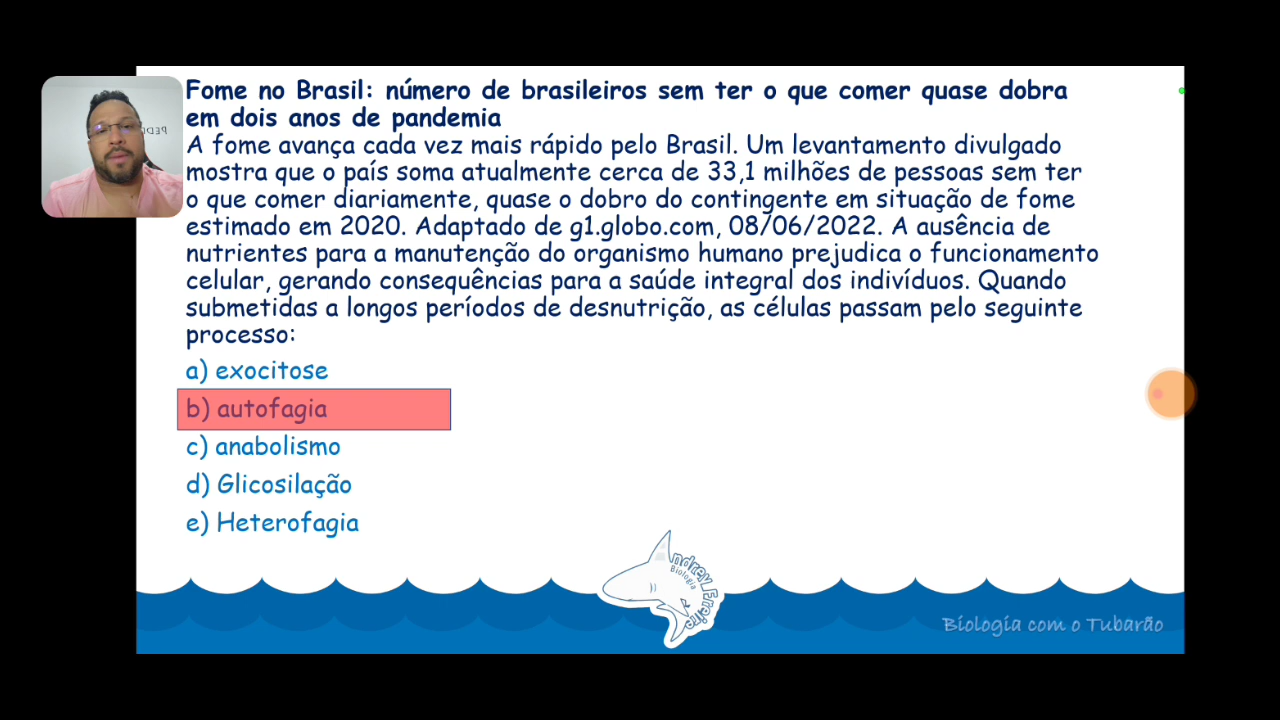 Fome no Brasil: número de brasileiros sem ter o que comer quase dobra
em dois anos de pandemia
A fome avança cada vez mais rápido pelo Brasil. Um levantamento divulgado
mostra que o país soma atualmente cerca de 33,1 milhões de pessoas sem ter
o que comer diariamente, quase o dobro do contingente em situação de fome
estimado em 2020. Adaptado de g1.globo.com, 08/06/2022. A ausência de
nutrientes para a manutenção do organismo humano prejudica o funcionamento
celular, gerando consequências para a saúde integral dos indivíduos. Quando
submetidas a longos períodos de desnutrição, as células passam pelo seguinte
processo:
a) exocitose
b) autofagia
c) anabolismo
d) Glicosilação
e) Heterofagia
Biologia
Biologia com o Tubarão